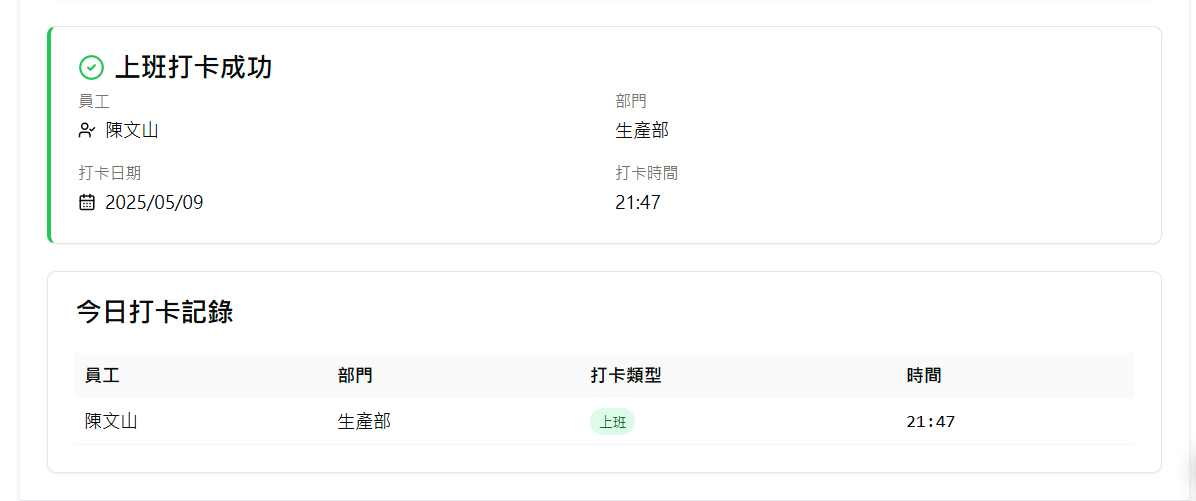 上班打卡成功
員工 部門
陳文山 生產部
打卡日期 打卡時間
2025/05/09 21:47
今日打卡記錄
員工 部門 打卡類型 時間
陳文山 生產部 上班 21:47